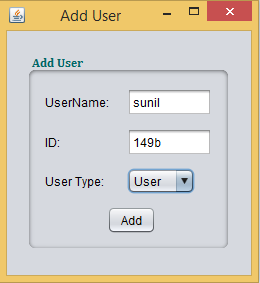 Add User
Add User
UserName: sunil
ID: 149b
User Type: User
Add